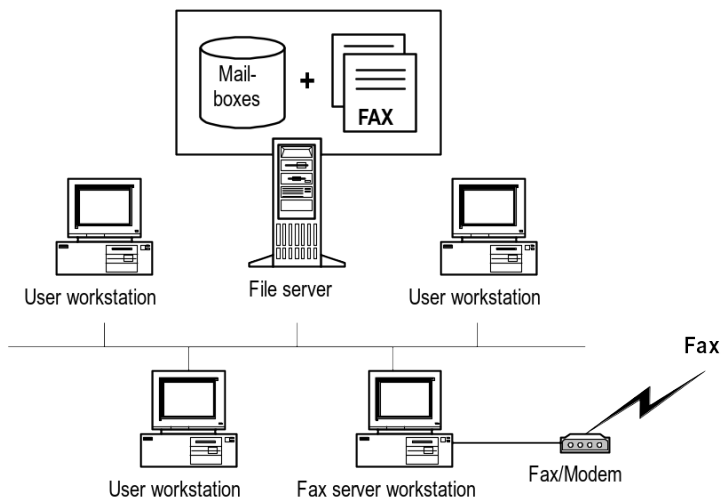 Mail-
boxes
+
FAX
User workstation
File server
User workstation
Fax
User workstation
Fax server workstation
Fax/Modem